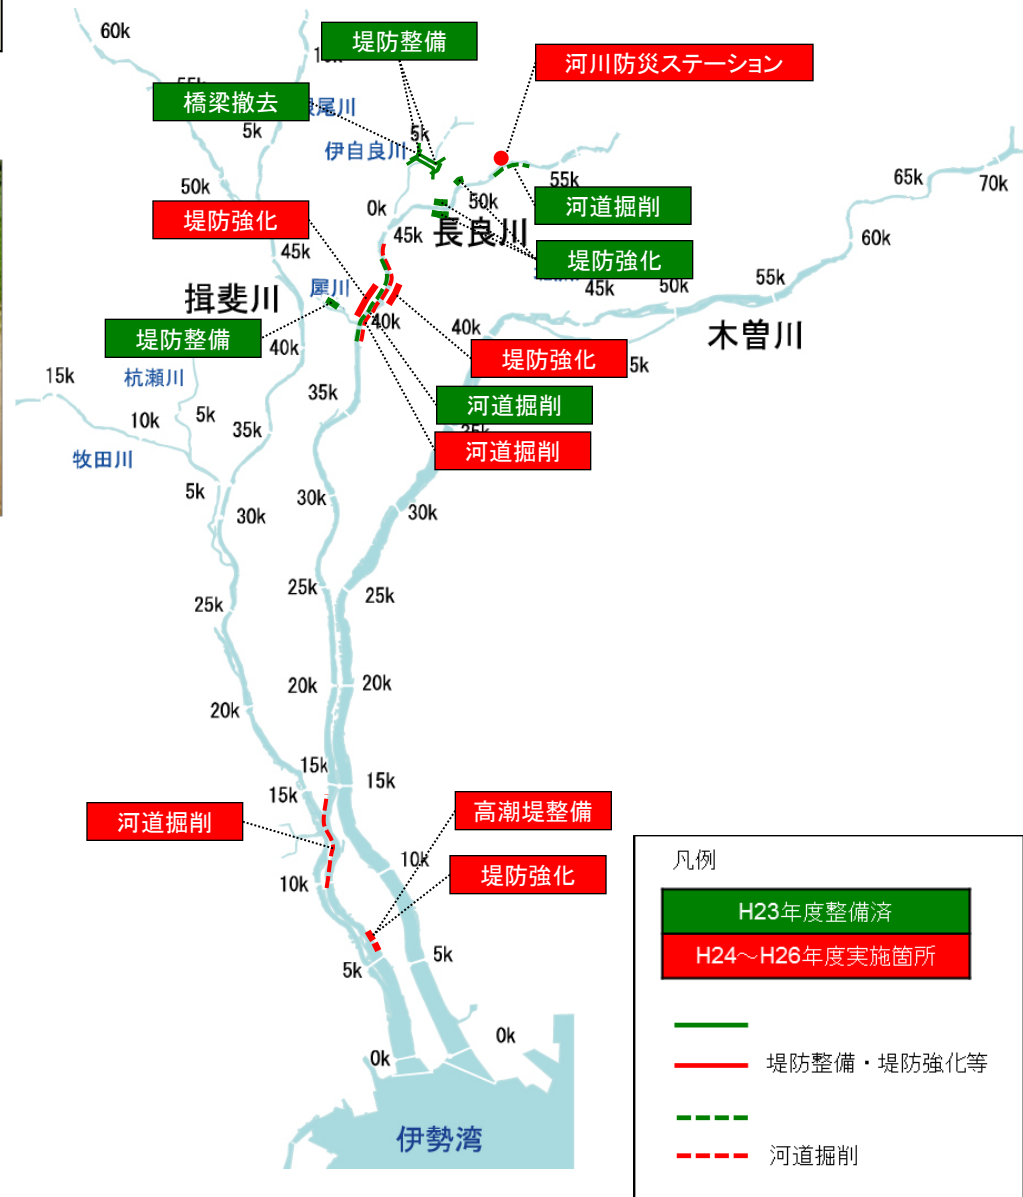 60k
堤防整備
河川防災ステーション
橋梁撤去
尾川
5k
5k
伊自良川
55k
65k
70k
50k
50k
河道掘削
堤防強化
0k
45k
長良川
60k
45k
堤防強化
犀川
45k
50k
55k
揖斐川
40k
40k
木曽川
堤防整備
40k
堤防強化
5k
15k
杭瀬川
35k
河道掘削
10k
5k
35k
35k
河道掘削
牧田川
5k
30k
30k
30k
25k
25k
25k
20k
20k
20k
15k
15k
15k
河道掘削
高潮堤整備
10k
10k
堤防強化
5k
5k
0k
0k
伊勢湾
凡例
H23年度整備済
H24～H26年度実施箇所
堤防整備・堤防強化等
河道掘削